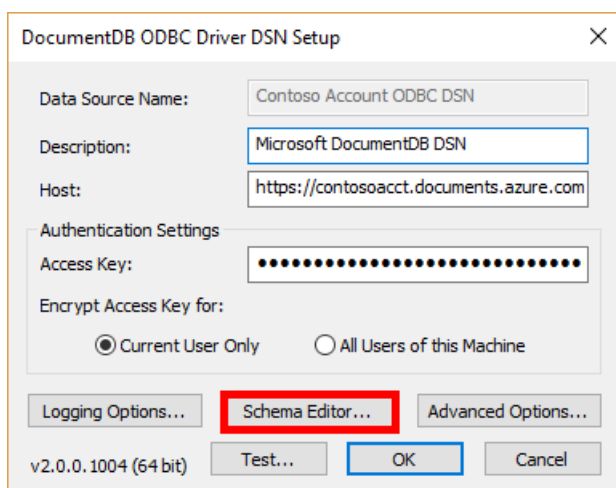 DocumentDB ODBC Driver DSN Setup
Data Source Name: Contoso Account ODBC DSN
Description: Microsoft DocumentDB DSN
Host: https://contosoacct.documents.azure.com
Authentication Settings
Access Key: ●●●●●●●●●●●●●●●●●●●●●●●●●●●●
Encrypt Access Key for:
Current User Only All Users of this Machine
Logging Options... Schema Editor... Advanced Options...
v2.0.0.1004 (64 bit) Test... OK Cancel